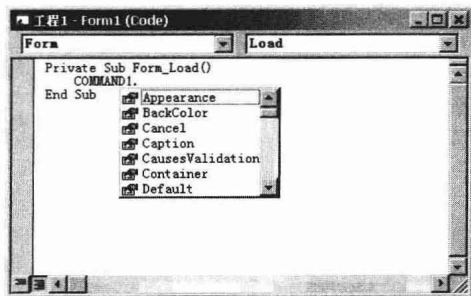 工程1 - Form1 (Code)
Form Load
Private Sub Form_Load()
COMMAND1.
End Sub
Appearance
BackColor
Cancel
Caption
CausesValidation
Container
Default